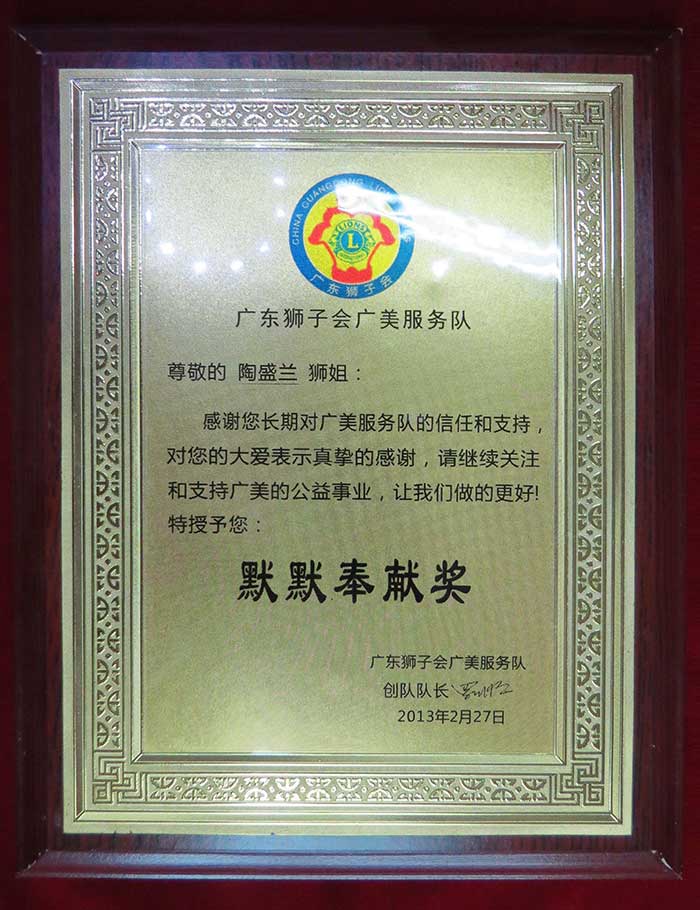 CHINA GUANGDONG LIONS
LIONS
L
广东狮子会
广东狮子会广美服务队
尊敬的 陶盛兰 狮姐：
感谢您长期对广美服务队的信任和支持，
对您的大爱表示真挚的感谢，请继续关注
和支持广美的公益事业，让我们做的更好!
特授予您：
默默奉献奖
广东狮子会广美服务队
创队队长
2013年2月27日